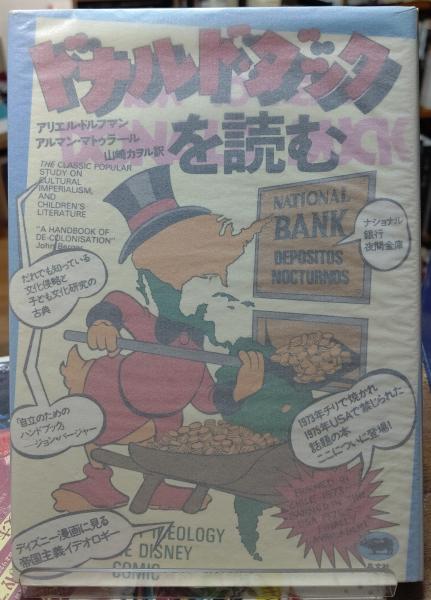 ドナルド・ダック
を読む
アリエル・ドルフマン
アルマン・マトゥラール
山崎カヲル訳
THE CLASSIC POPULAR
STUDY ON
CULTURAL
IMPERIALISM,
AND
CHILDREN'S
LITERATURE
"A HANDBOOK OF
DE-COLONISATION"
John Berger
NATIONAL
BANK
DEPOSITOS
NOCTURNOS
ナショナル
銀行
夜間金庫
だれでも知っている
文化侵略と
子ども文化研究の
古典
「自立のための
ハンドブック」
ジョン・バージャー
1973年チリで焼かれ
1975年USAで禁じられた
話題の本
ここについに登場!
ディズニー漫画に見る
帝国主義イデオロギー
IDEOLOGY
DISNEY
COMIC
晶文社